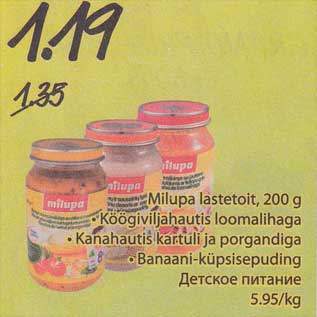 1.19
1.35
milupa
milupa
milupa
Milupa lastetoit, 200 g
• Köögiviljahautis loomalihaga
• Kanahautis kartuli ja porgandiga
• Banaani-küpsisepuding
Детское питание
5.95/kg